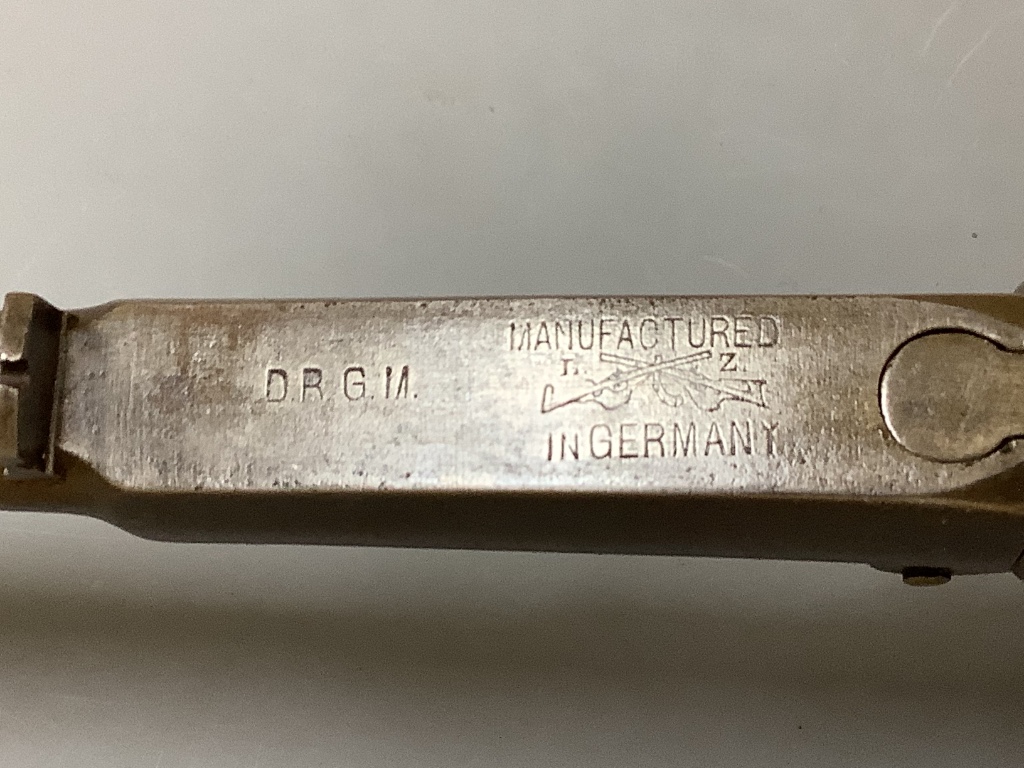 D.R.G.M.
MANUFACTURED
L. Z.
IN GERMANY